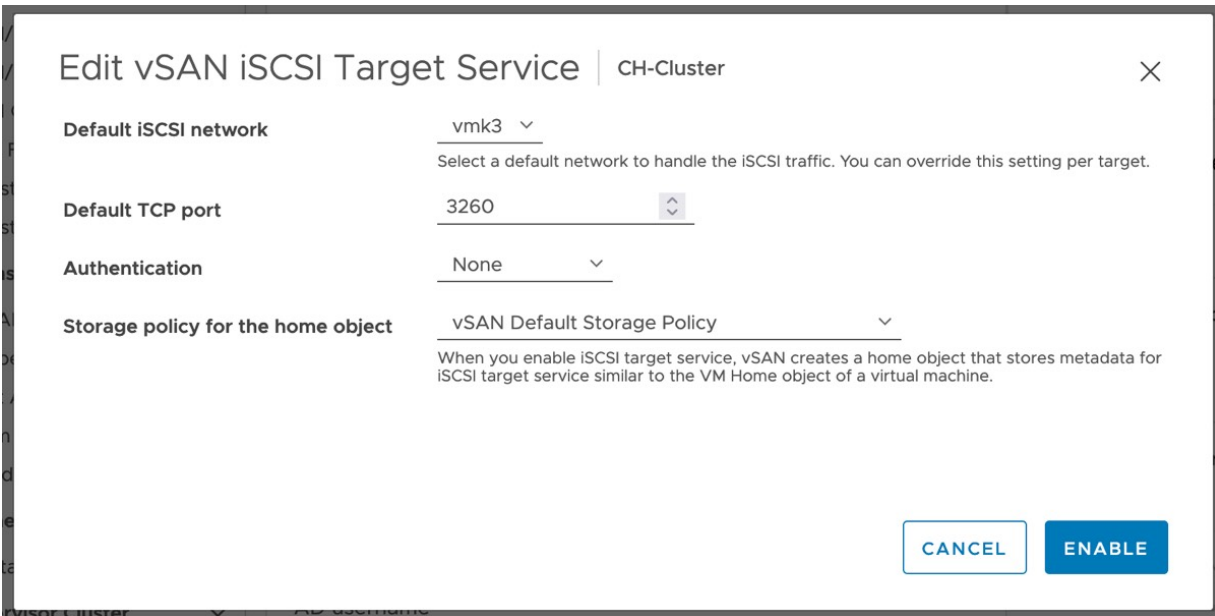 Edit vSAN iSCSI Target Service CH-Cluster
Default iSCSI network
vmk3
Select a default network to handle the iSCSI traffic. You can override this setting per target.
Default TCP port
3260
Authentication
None
Storage policy for the home object
vSAN Default Storage Policy
When you enable iSCSI target service, vSAN creates a home object that stores metadata for
iSCSI target service similar to the VM Home object of a virtual machine.
CANCEL
ENABLE